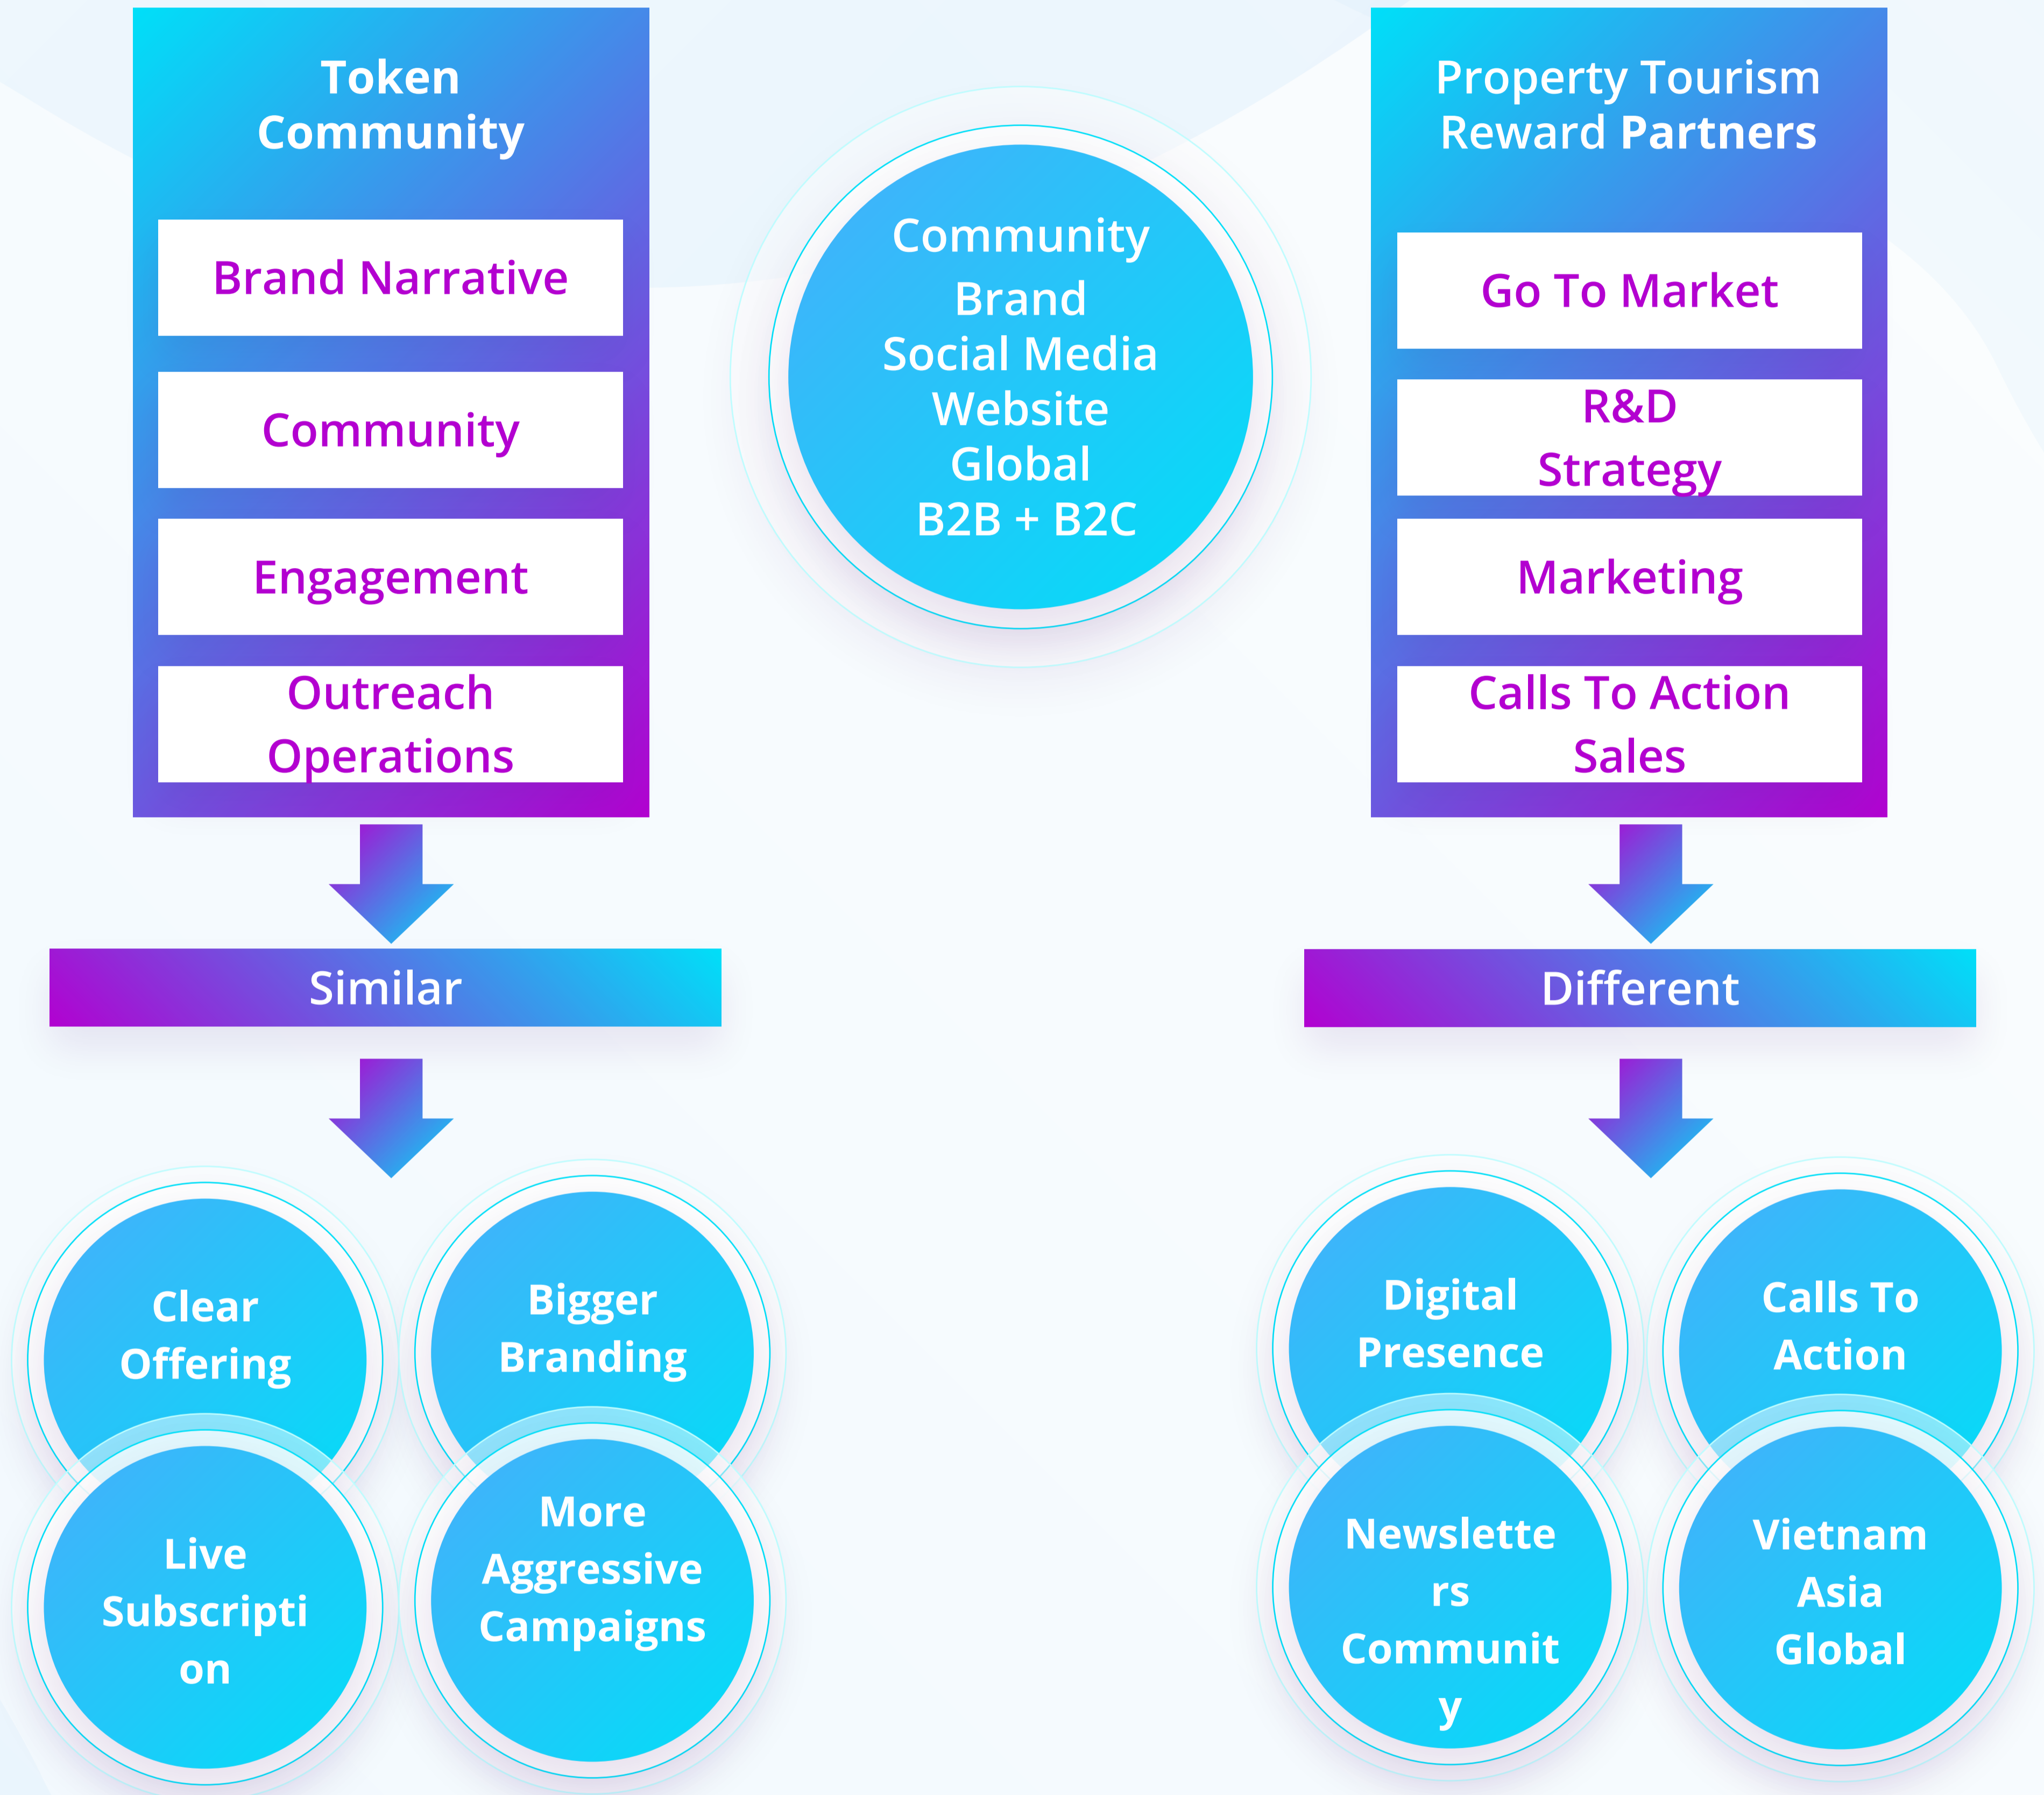 Token
Community
Brand Narrative
Community
Engagement
Outreach
Operations
Community
Brand
Social Media
Website
Global
B2B + B2C
Property Tourism
Reward Partners
Go To Market
R&D
Strategy
Marketing
Calls To Action
Sales
Similar
Different
Clear
Offering
Bigger
Branding
Live
Subscripti
on
More
Aggressive
Campaigns
Digital
Presence
Calls To
Action
Newslette
rs
Communit
y
Vietnam
Asia
Global